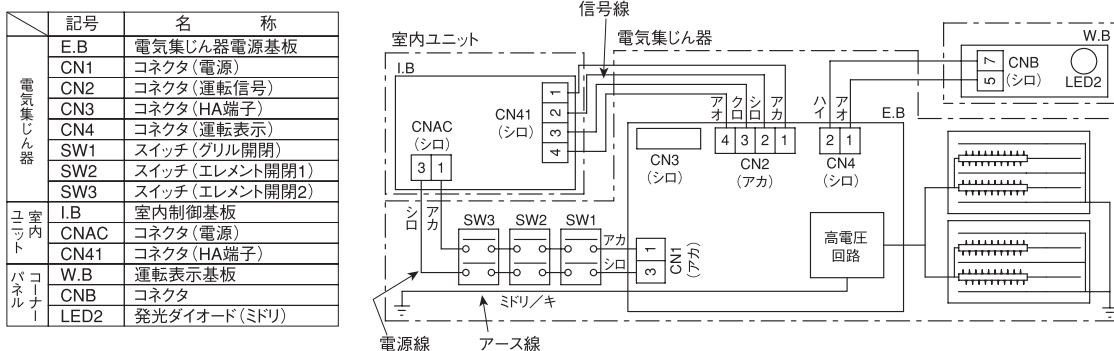 記号 名 称
電気集じん器
E.B 電気集じん器電源基板
CN1 コネクタ(電源)
CN2 コネクタ(運転信号)
CN3 コネクタ(HA端子)
CN4 コネクタ(運転表示)
SW1 スイッチ(グリル開閉)
SW2 スイッチ(エレメント開閉1)
SW3 スイッチ(エレメント開閉2)
室内ユニット
I.B 室内制御基板
CNAC コネクタ(電源)
CN41 コネクタ(HA端子)
コーナーパネル
W.B 運転表示基板
CNB コネクタ
LED2 発光ダイオード(ミドリ)
信号線
室内ユニット
電気集じん器
W.B
I.B
7
5
CNB
(シロ)
LED2
CN41
(シロ)
1
2
3
4
CNAC
(シロ)
3 1
アオ クロ シロ アカ
ハイ アオ
E.B
4 3 2 1
2 1
CN3
(シロ)
CN2
(アカ)
CN4
(シロ)
シロ アカ
SW3 SW2 SW1
アカ
シロ
1
3
CN1
(アカ)
高電圧
回路
ミドリ/キ
電源線
アース線